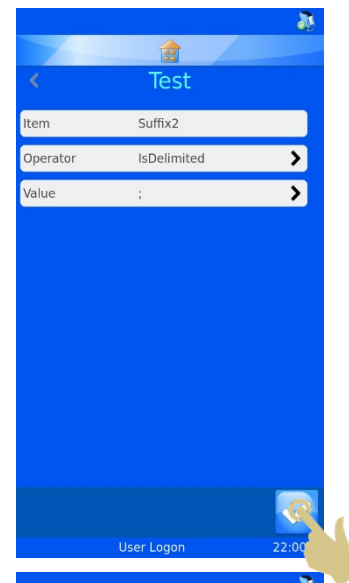 Test
Item Suffix2
Operator IsDelimited
Value ;
User Logon 22:00